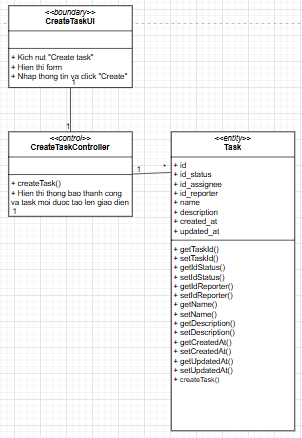 <<boundary>>
CreateTaskUI
+ Kich nut "Create task"
+ Hien thi form
+ Nhap thong tin va click "Create"
1
1
<<control>>
CreateTaskController
+ createTask()
+ Hien thi thong bao thanh cong
va task moi duoc tao len giao dien
1
1
*
<<entity>>
Task
+ id
+ id_status
+ id_assignee
+ id_reporter
+ name
+ description
+ created_at
+ updated_at
+ getTaskId()
+ setTaskId()
+ getIdStatus()
+ setIdStatus()
+ getIdReporter()
+ setIdReporter()
+ getName()
+ setName()
+ getDescription()
+ setDescription()
+ getCreatedAt()
+ setCreatedAt()
+ getUpdatedAt()
+ setUpdatedAt()
+ createTask()